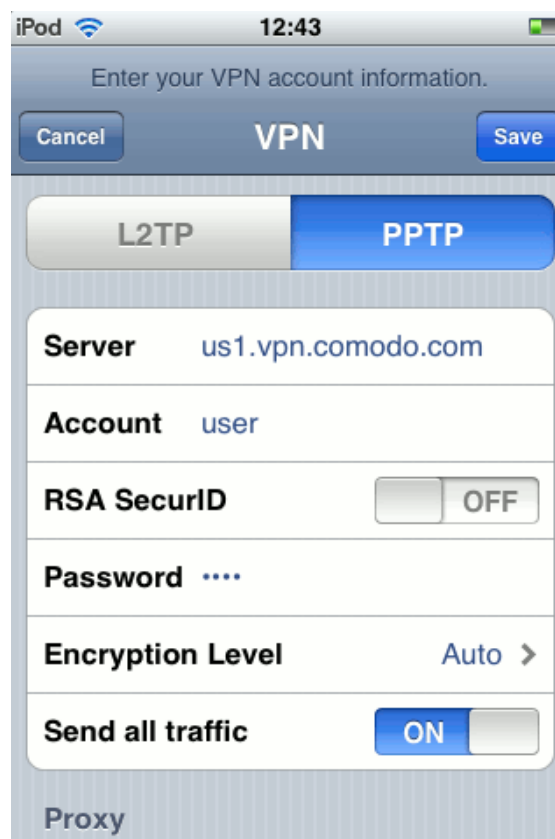 iPod 12:43
Enter your VPN account information.
Cancel VPN Save
L2TP PPTP
Server us1.vpn.comodo.com
Account user
RSA SecurID OFF
Password ••••
Encryption Level Auto
Send all traffic ON
Proxy